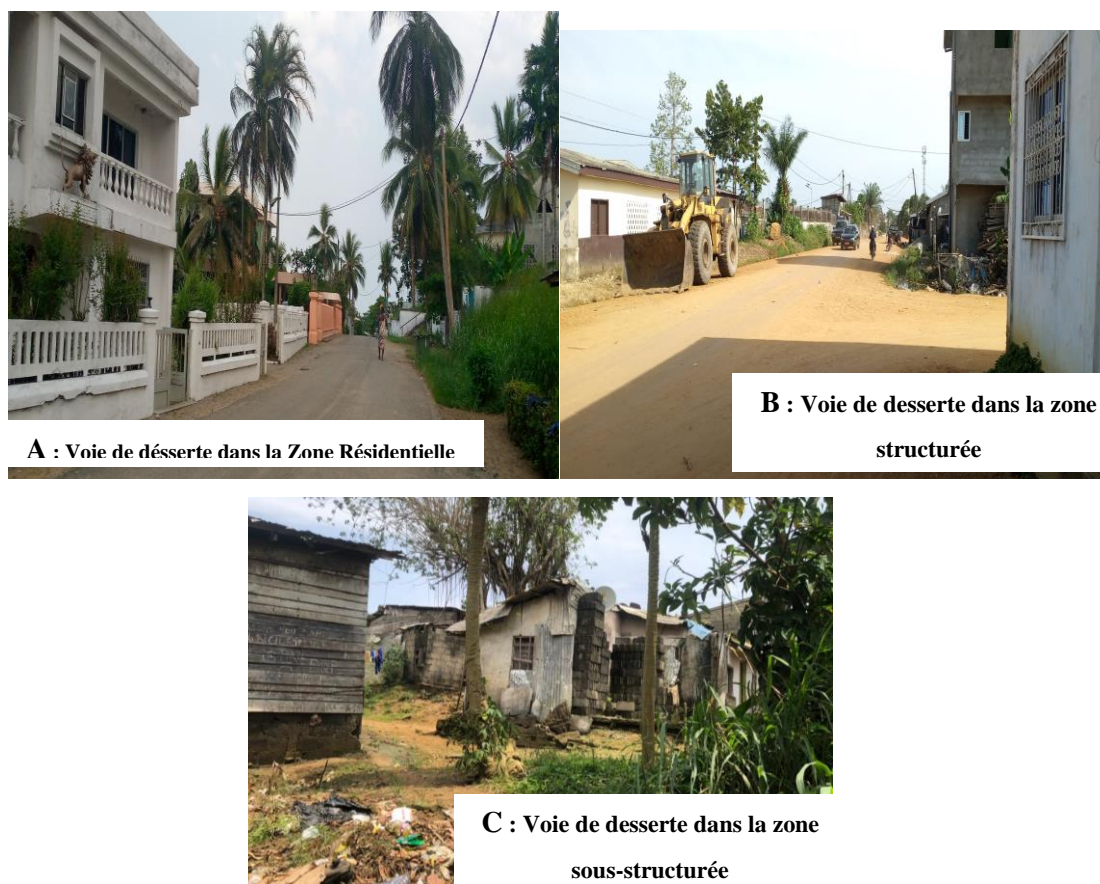 A : Voie de désserte dans la Zone Résidentielle
B : Voie de desserte dans la zone
structurée
C : Voie de desserte dans la zone
sous-structurée